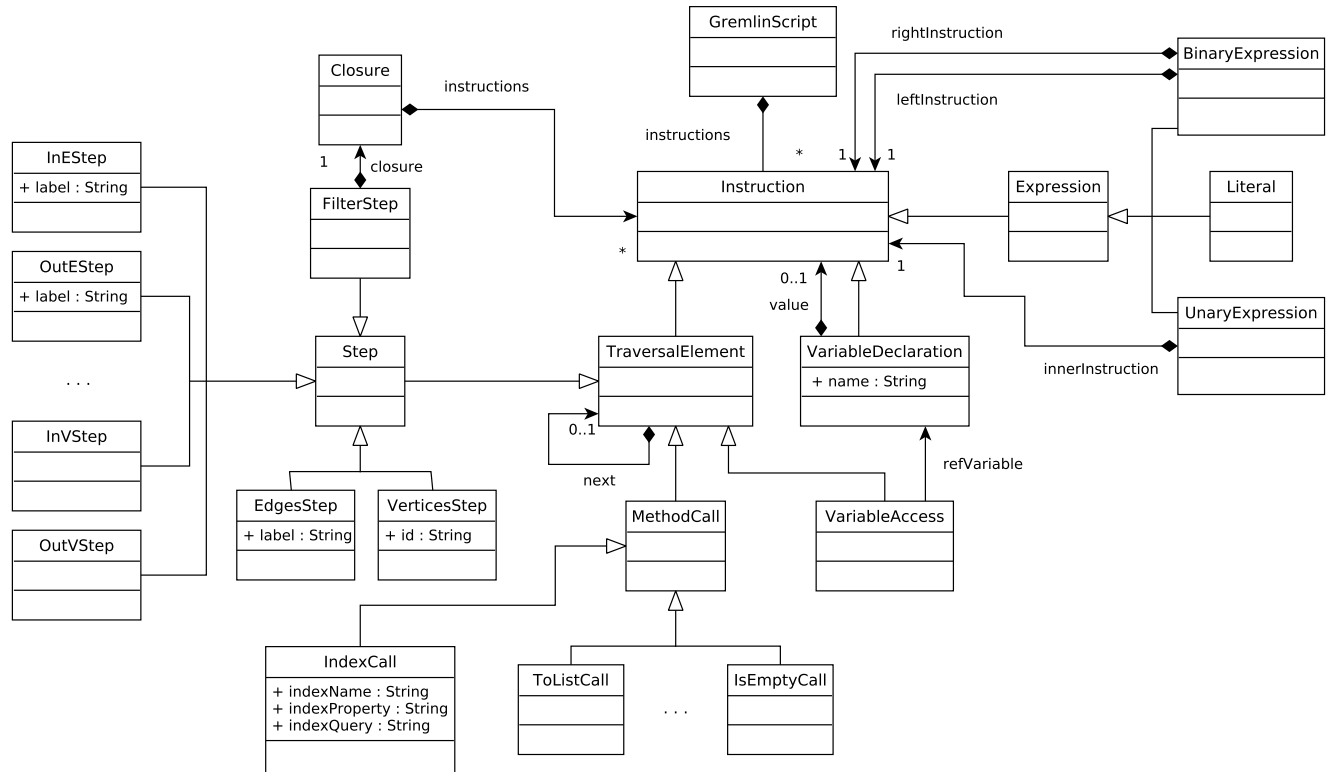 GremlinScript
rightInstruction
BinaryExpression
Closure
instructions
leftInstruction
instructions
*
1
1
InEStep
+ label : String
1
closure
Instruction
Expression
Literal
FilterStep
*
OutEStep
+ label : String
0..1
1
value
UnaryExpression
Step
TraversalElement
VariableDeclaration
+ name : String
innerInstruction
. . .
InVStep
0..1
next
refVariable
EdgesStep
+ label : String
VerticesStep
+ id : String
MethodCall
VariableAccess
OutVStep
IndexCall
+ indexName : String
+ indexProperty : String
+ indexQuery : String
ToListCall
. . .
IsEmptyCall